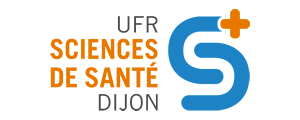 UFR
SCIENCES
DE SANTÉ
DIJON